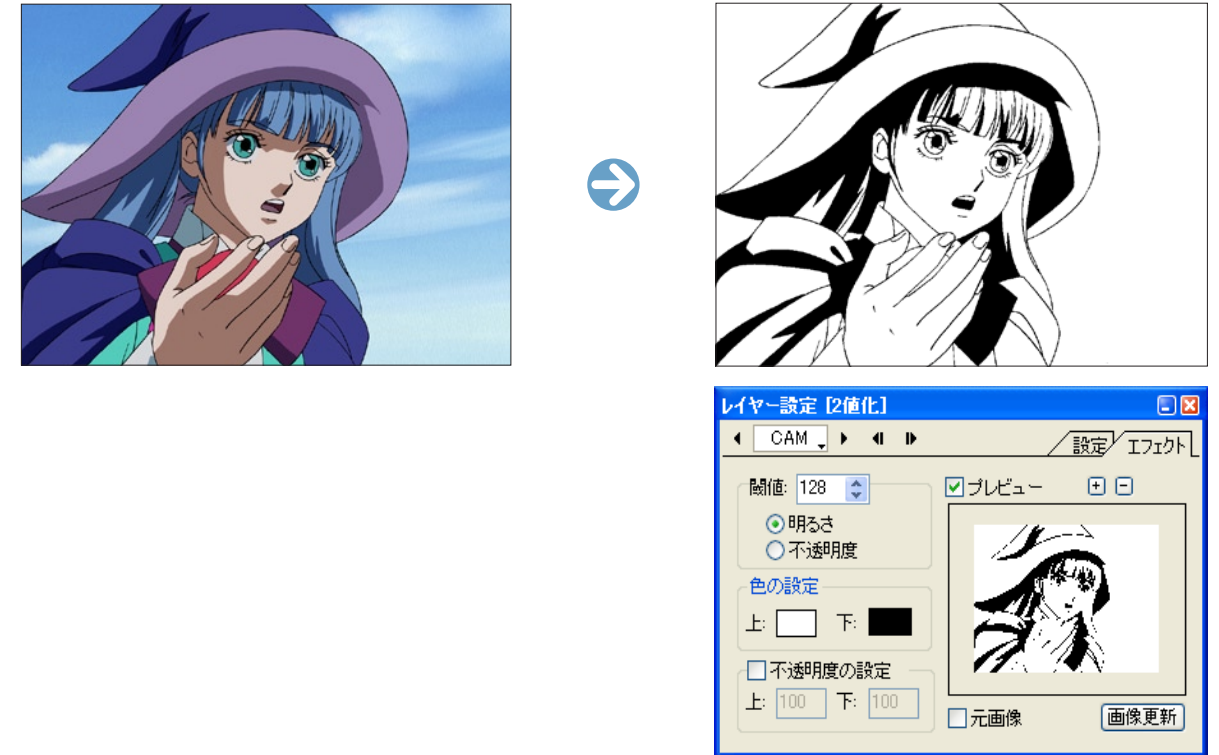 レイヤー設定 [2値化]
CAM
設定
エフェクト
閾値: 128
明るさ
不透明度
色の設定
上:
下:
不透明度の設定
上: 100 下: 100
プレビュー
元画像
画像更新